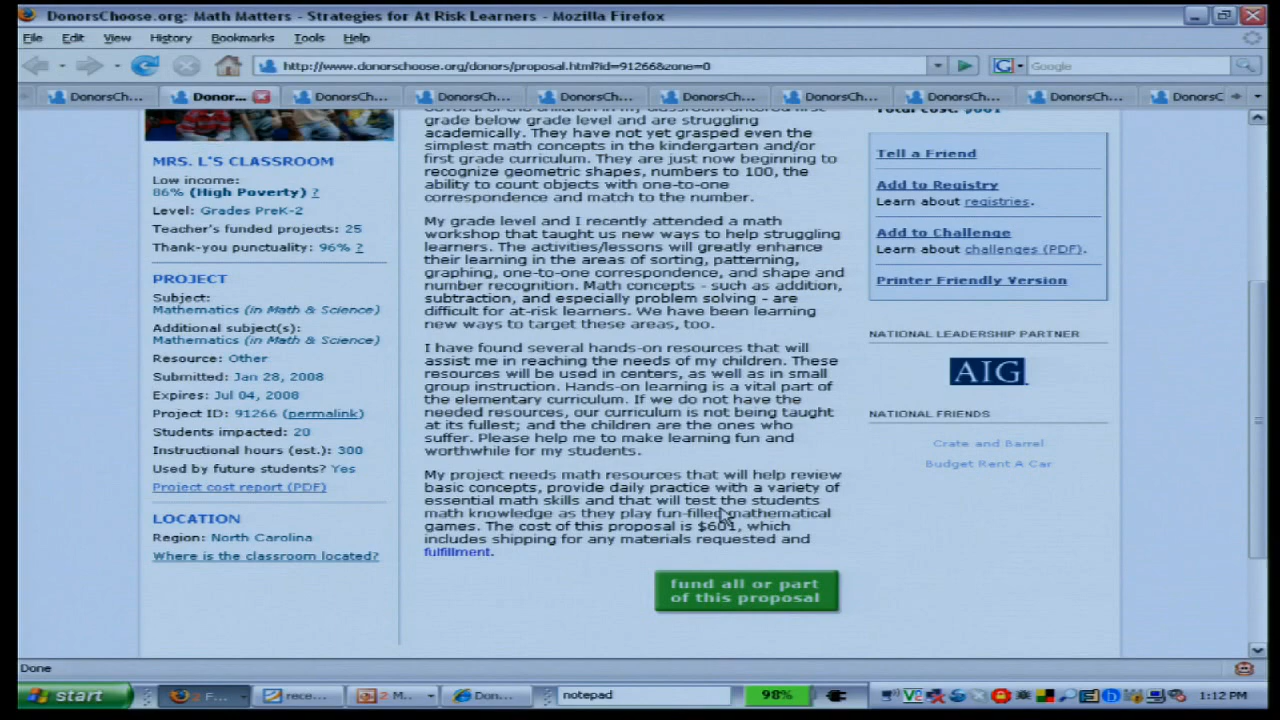 DonorsChoose.org: Math Matters - Strategies for At Risk Learners - Mozilla Firefox
File Edit View History Bookmarks Tools Help
http://www.donorschoose.org/donors/proposal.html?id=91266&zone=0
Google
DonorsCh... Donor... DonorsCh... DonorsCh... DonorsCh... DonorsCh... DonorsCh... DonorsCh... DonorsCh... DonorsC
MRS. L'S CLASSROOM
Low income:
86% (High Poverty) ?
Level: Grades PreK-2
Teacher's funded projects: 25
Thank-you punctuality: 96% ?
PROJECT
Subject:
Mathematics (in Math & Science)
Additional subject(s):
Mathematics (in Math & Science)
Resource: Other
Submitted: Jan 28, 2008
Expires: Jul 04, 2008
Project ID: 91266 (permalink)
Students impacted: 20
Instructional hours (est.): 300
Used by future students? Yes
Project cost report (PDF)
LOCATION
Region: North Carolina
Where is the classroom located?
grade below grade level and are struggling
academically. They have not yet grasped even the
simplest math concepts in the kindergarten and/or
first grade curriculum. They are just now beginning to
recognize geometric shapes, numbers to 100, the
ability to count objects with one-to-one
correspondence and match to the number.
My grade level and I recently attended a math
workshop that taught us new ways to help struggling
learners. The activities/lessons will greatly enhance
their learning in the areas of sorting, patterning,
graphing, one-to-one correspondence, and shape and
number recognition. Math concepts - such as addition,
subtraction, and especially problem solving - are
difficult for at-risk learners. We have been learning
new ways to target these areas, too.
I have found several hands-on resources that will
assist me in reaching the needs of my children. These
resources will be used in centers, as well as in small
group instruction. Hands-on learning is a vital part of
the elementary curriculum. If we do not have the
needed resources, our curriculum is not being taught
at its fullest; and the children are the ones who
suffer. Please help me to make learning fun and
worthwhile for my students.
My project needs math resources that will help review
basic concepts, provide daily practice with a variety of
essential math skills and that will test the students
math knowledge as they play fun-filled mathematical
games. The cost of this proposal is $601, which
includes shipping for any materials requested and
fulfillment.
fund all or part
of this proposal
Total Cost: $601
Tell a Friend
Add to Registry
Learn about registries.
Add to Challenge
Learn about challenges (PDF).
Printer Friendly Version
NATIONAL LEADERSHIP PARTNER
AIG
NATIONAL FRIENDS
Crate and Barrel
Budget Rent A Car
Done
start 2 F... rece... 2 M... Don... notepad 98% 1:12 PM